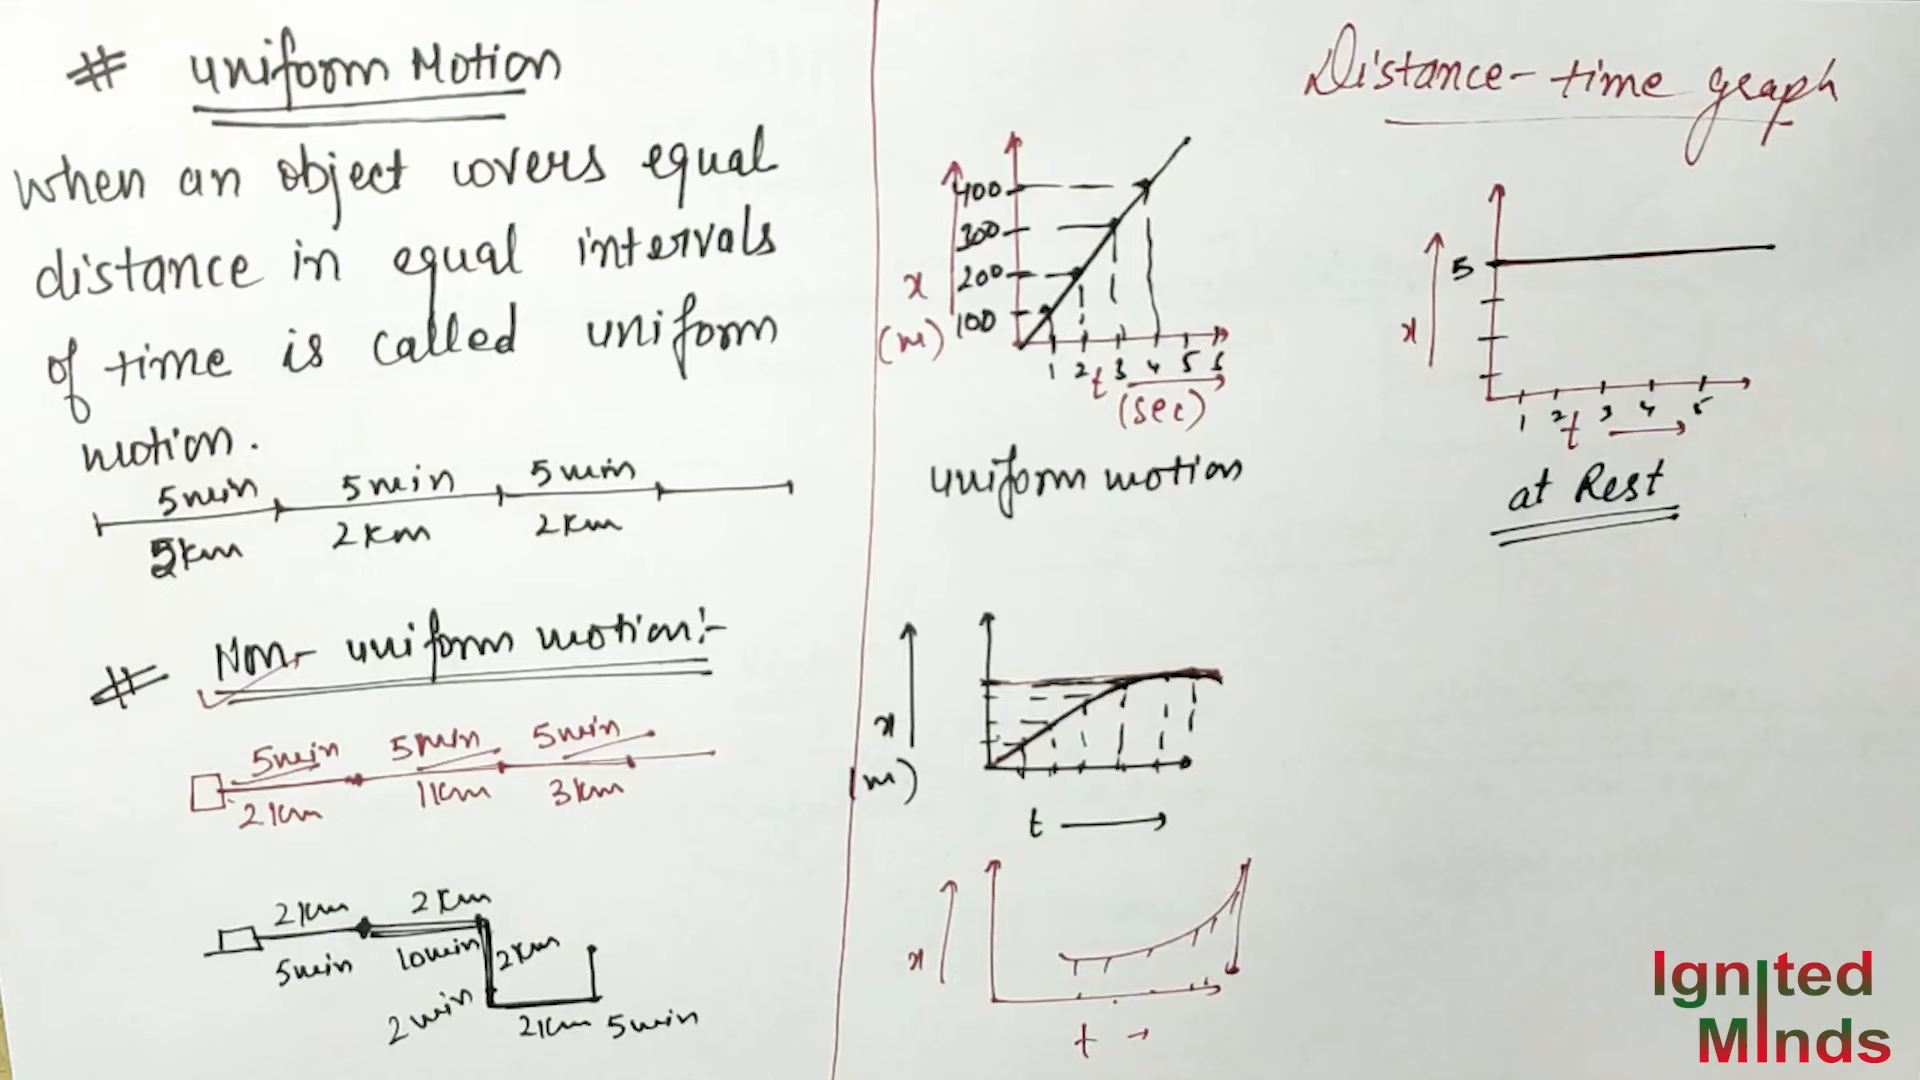 # uniform Motion
when an object covers equal
distance in equal intervals
of time is called uniform
motion.
5min 5min 5min
2km 2km
# Non- uniform motion:-
5min 5min 5min
2km 1km 3km
2km 2km
5min 10min 2km
2min
2km 5min
Distance-time graph
400
300
200
100
x
(m)
1 2 3 4 5 6
t
(sec)
uniform motion
5
x
1 2 3 4 5
t
at Rest
x
(m)
t
x
t
Ignited
Minds